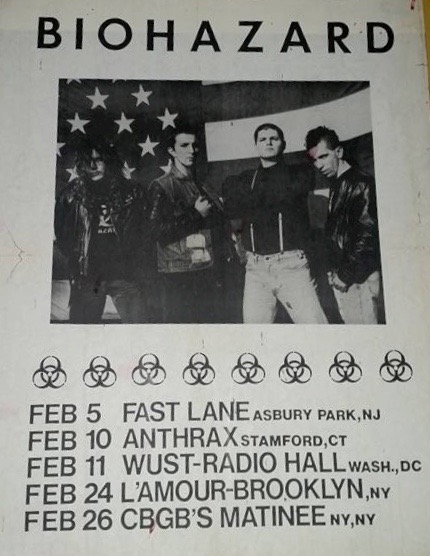 BIOHAZARD
FEB 5 FAST LANE ASBURY PARK, NJ
FEB 10 ANTHRAX STAMFORD, CT
FEB 11 WUST-RADIO HALL WASH., DC
FEB 24 L'AMOUR-BROOKLYN, NY
FEB 26 CBGB'S MATINEE NY, NY